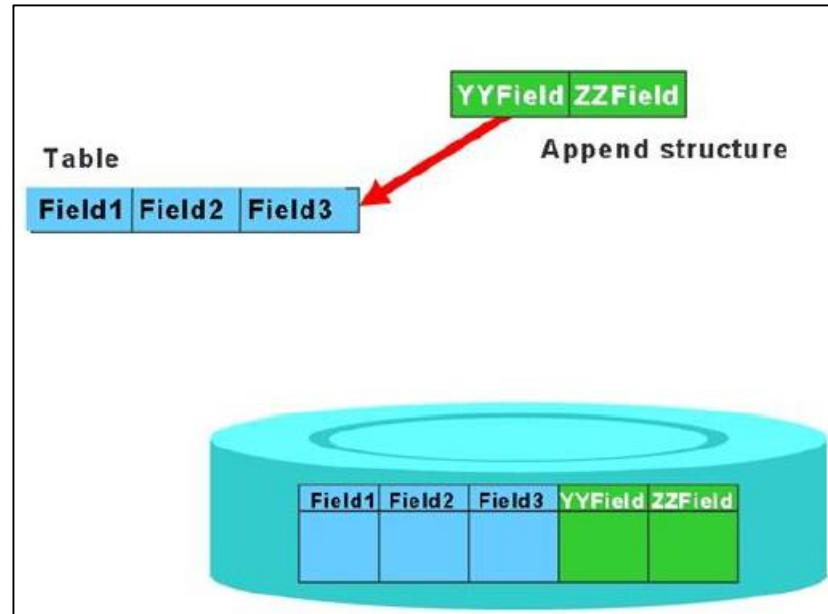 YYField ZZField
Append structure
Table
Field1 Field2 Field3
Field1 Field2 Field3 YYField ZZField